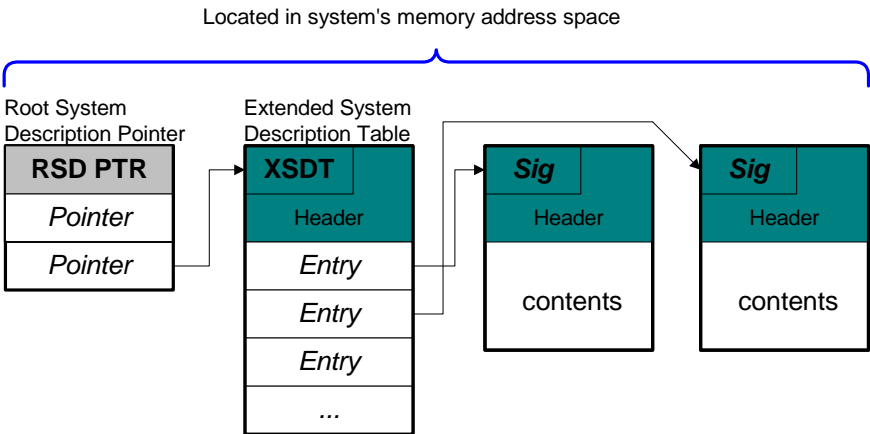 Located in system's memory address space
Root System
Description Pointer
Extended System
Description Table
RSD PTR
Pointer
Pointer
XSDT
Header
Entry
Entry
Entry
...
Sig
Header
contents
Sig
Header
contents